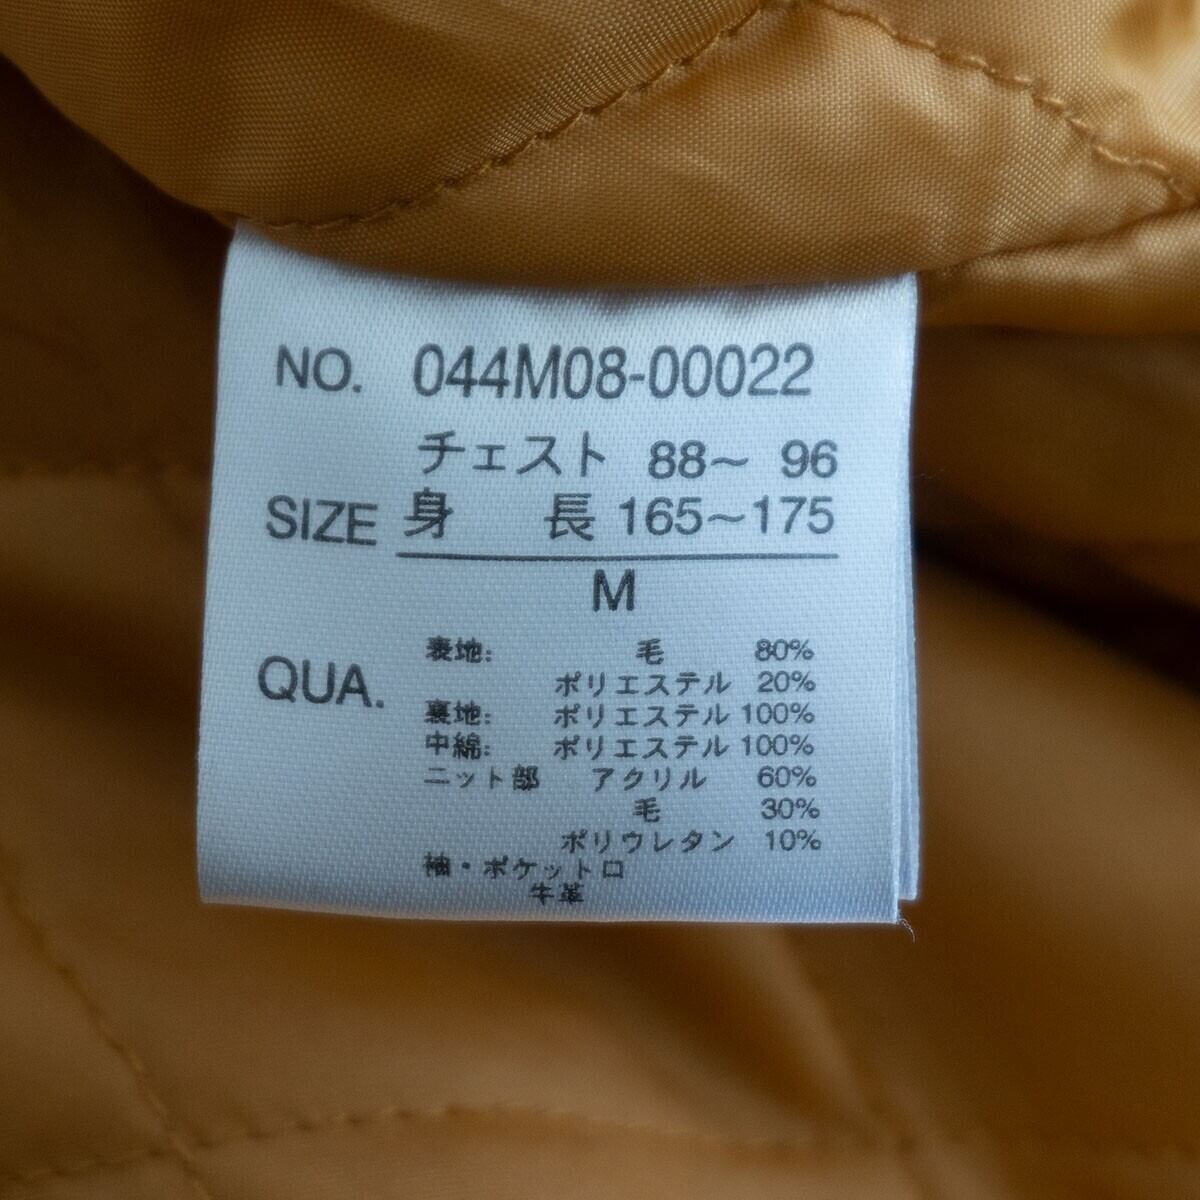 NO. 044M08-00022
チェスト 88～ 96
SIZE 身 長 165～175
M
QUA. 表地: 毛 80%
ポリエステル 20%
裏地: ポリエステル 100%
中綿: ポリエステル 100%
ニット部 アクリル 60%
毛 30%
ポリウレタン 10%
袖・ポケット口
牛革